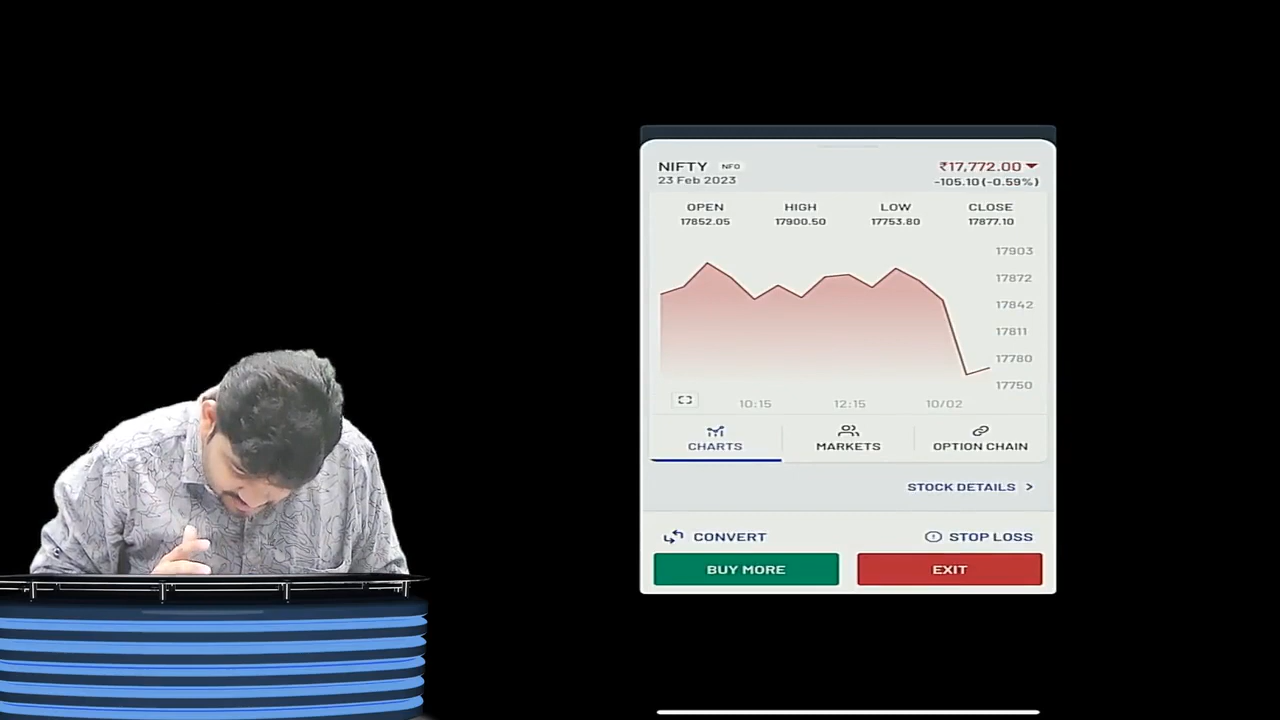 NIFTY NFO
₹17,772.00
23 Feb 2023
-105.10 (-0.59%)
OPEN HIGH LOW CLOSE
17852.05 17900.50 17753.80 17877.10
17903
17872
17842
17811
17780
17750
10:15 12:15 10/02
CHARTS MARKETS OPTION CHAIN
STOCK DETAILS >
CONVERT STOP LOSS
BUY MORE EXIT